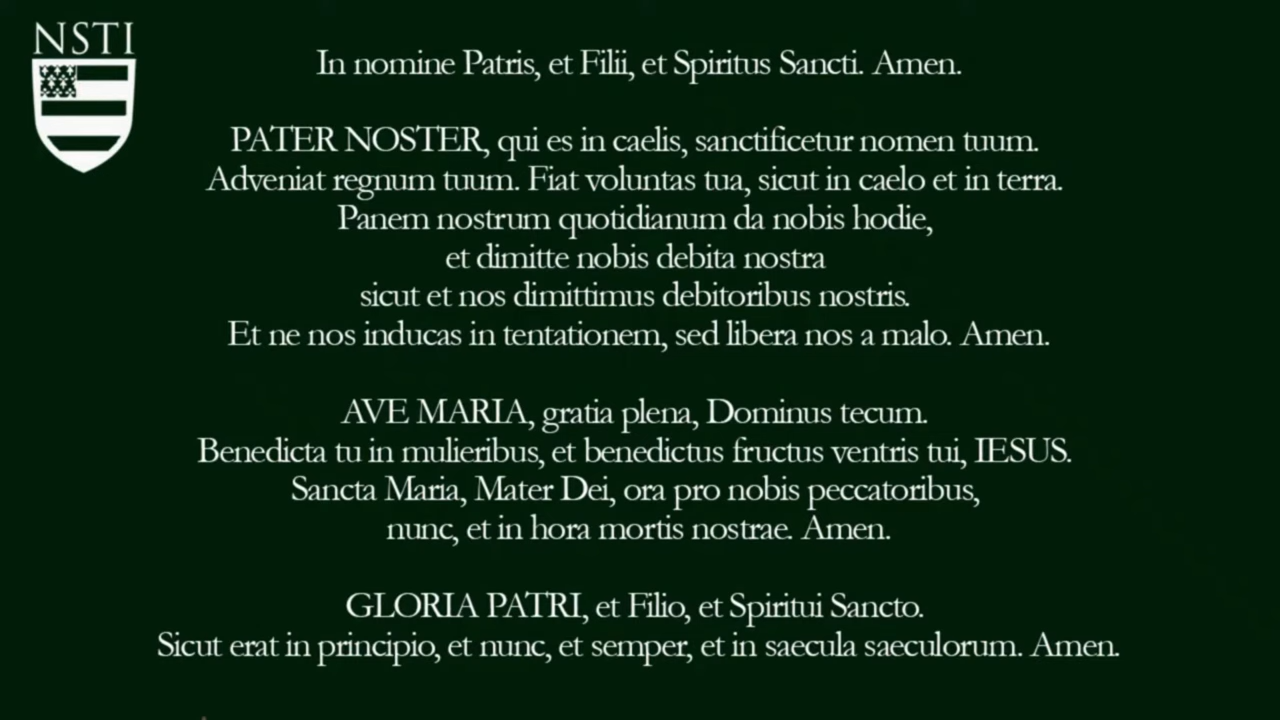 NSTI
In nomine Patris, et Filii, et Spiritus Sancti. Amen.
PATER NOSTER, qui es in caelis, sanctificetur nomen tuum.
Adveniat regnum tuum. Fiat voluntas tua, sicut in caelo et in terra.
Panem nostrum quotidianum da nobis hodie,
et dimitte nobis debita nostra
sicut et nos dimittimus debitoribus nostris.
Et ne nos inducas in tentationem, sed libera nos a malo. Amen.
AVE MARIA, gratia plena, Dominus tecum.
Benedicta tu in mulieribus, et benedictus fructus ventris tui, IESUS.
Sancta Maria, Mater Dei, ora pro nobis peccatoribus,
nunc, et in hora mortis nostrae. Amen.
GLORIA PATRI, et Filio, et Spiritui Sancto.
Sicut erat in principio, et nunc, et semper, et in saecula saeculorum. Amen.